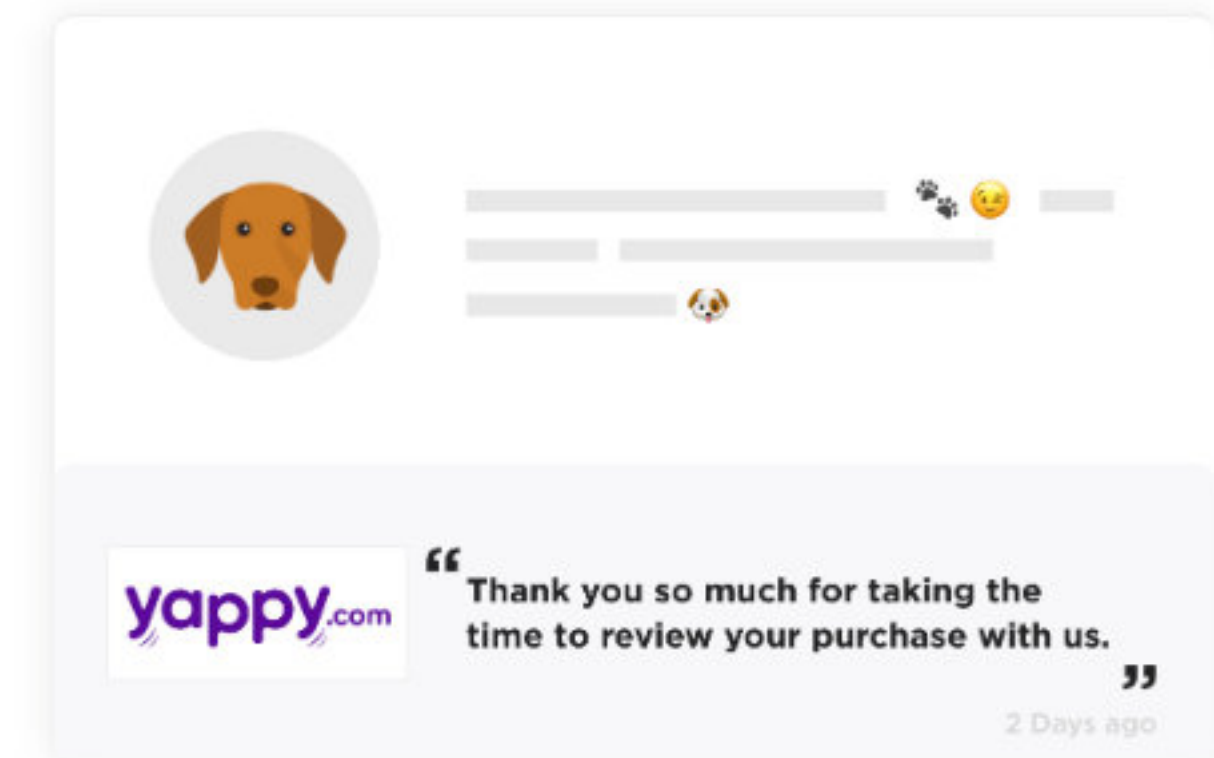 🐾 😉
🐶
yappy.com
“Thank you so much for taking the
time to review your purchase with us.”
2 Days ago